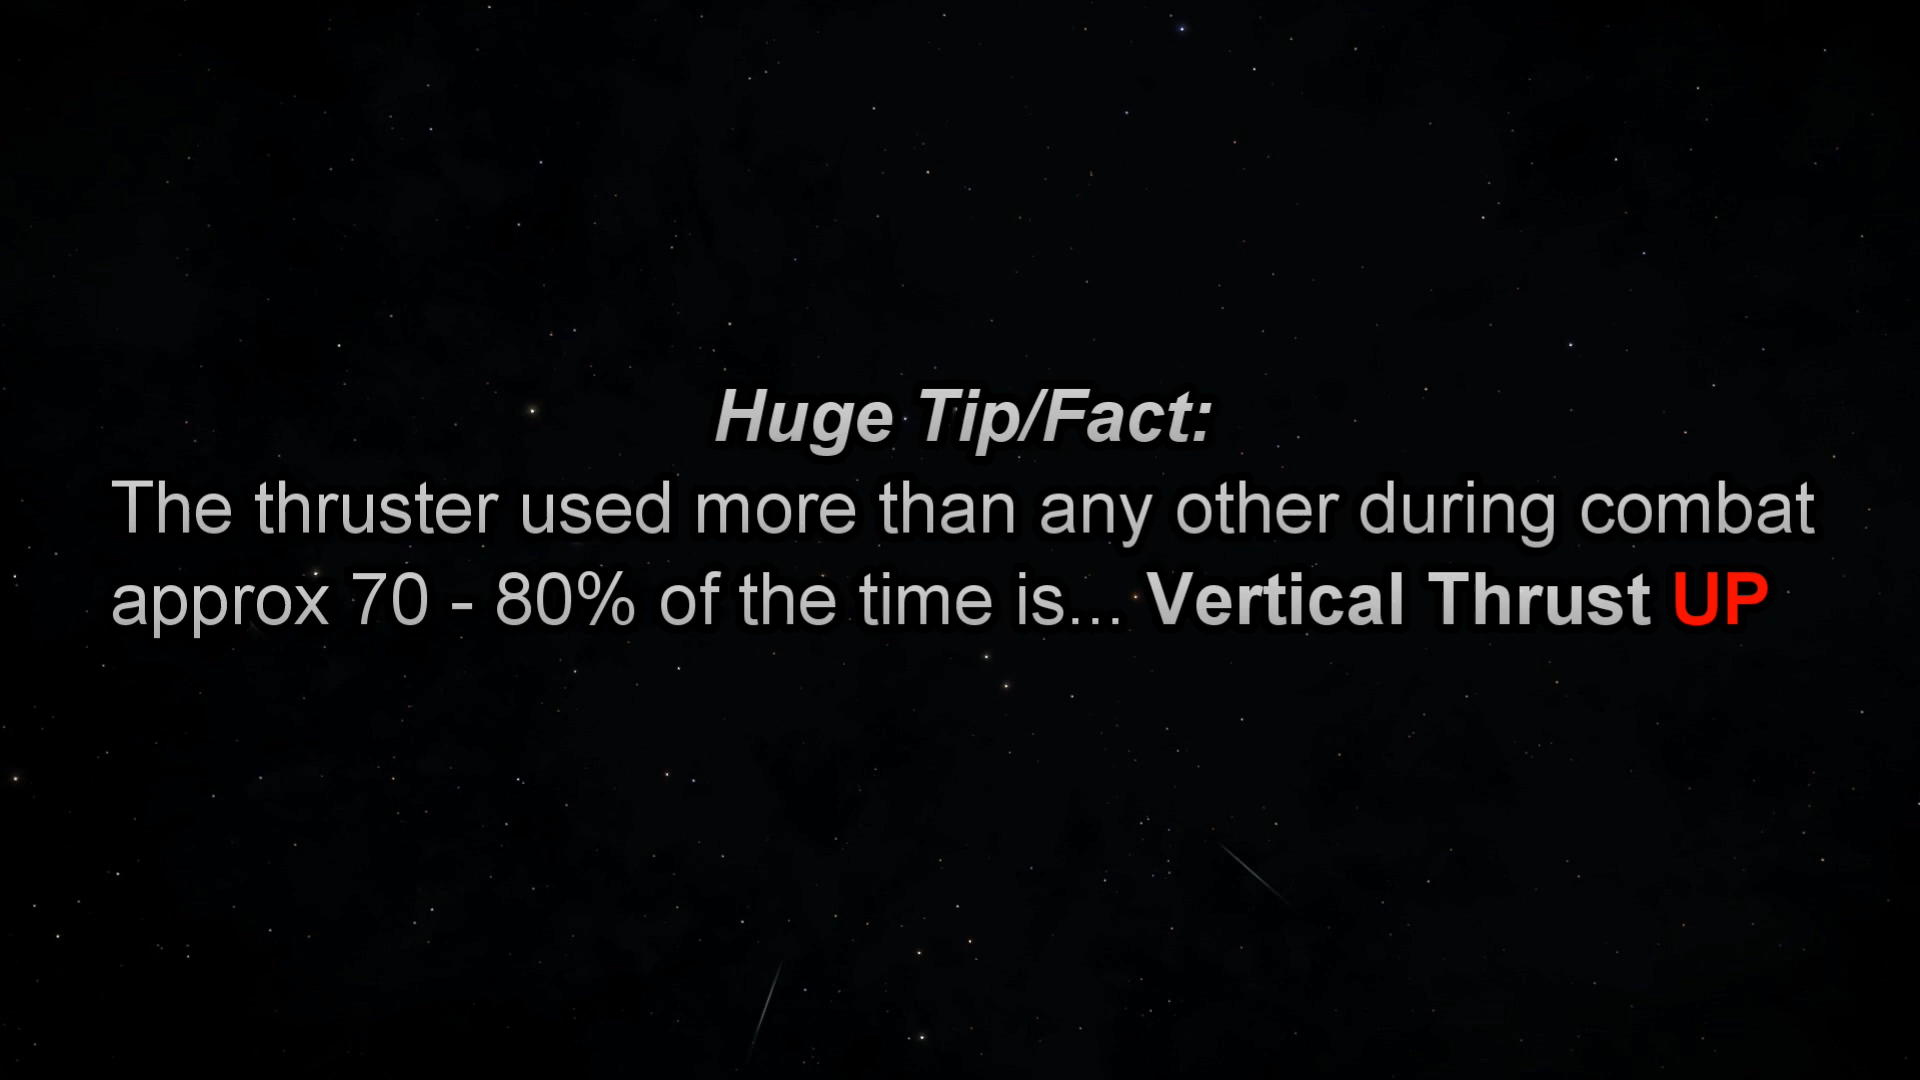 Huge Tip/Fact:
The thruster used more than any other during combat
approx 70 - 80% of the time is... Vertical Thrust UP